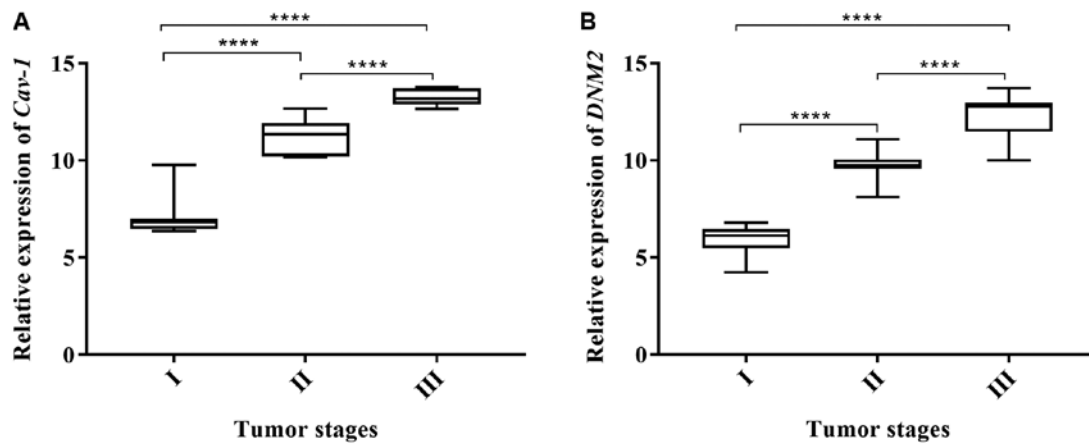 A
****
****
****
15
10
5
0
Relative expression of Cav-1
I
II
III
Tumor stages
B
****
****
****
15
10
5
0
Relative expression of DNM2
I
II
III
Tumor stages